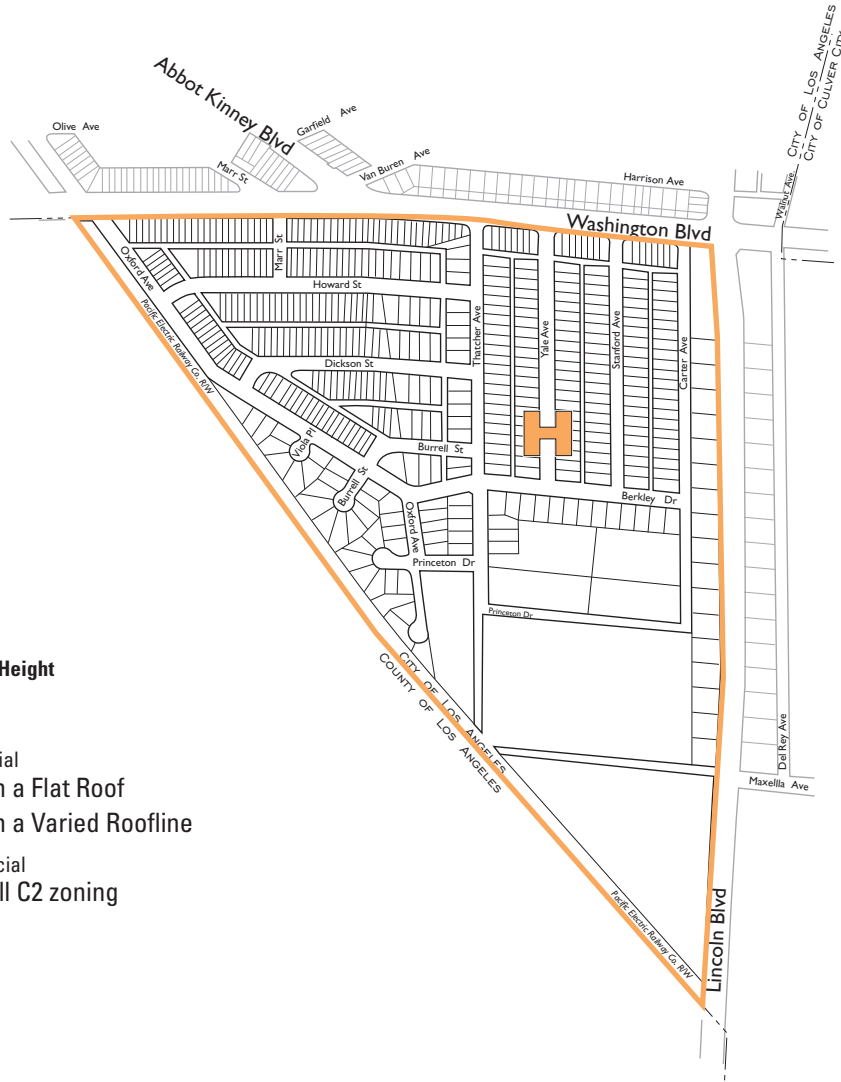 CITY OF LOS ANGELES
CITY OF CULVER CITY
Abbot Kinney Blvd
Garfield Ave
Olive Ave
Marr St
Van Buren Ave
Harrison Ave
Walnut Ave
Washington Blvd
Marr St
Oxford Ave
Howard St
Pacific Electric Railway Co. R/W
Thatcher Ave
Yale Ave
Stanford Ave
Carter Ave
Dickson St
H
Viola Pl
Burrell St
Burrell St
Berkley Dr
Oxford Ave
Princeton Dr
Princeton Dr
Height
CITY OF LOS ANGELES
COUNTY OF LOS ANGELES
Del Rey Ave
Maxellla Ave
ial
n a Flat Roof
n a Varied Roofline
cial
ll C2 zoning
Pacific Electric Railway Co. R/W
Lincoln Blvd